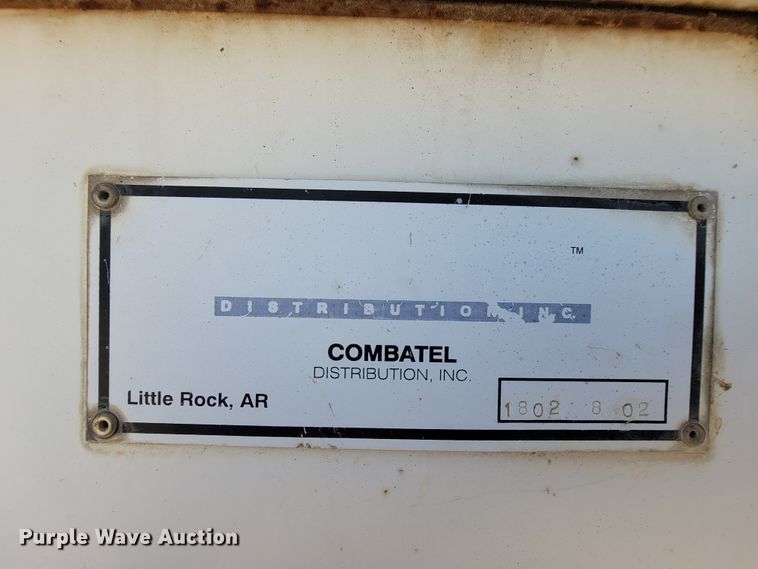 ™
DISTRIBUTION, INC.
COMBATEL
DISTRIBUTION, INC.
Little Rock, AR
1802 8 02
Purple Wave Auction